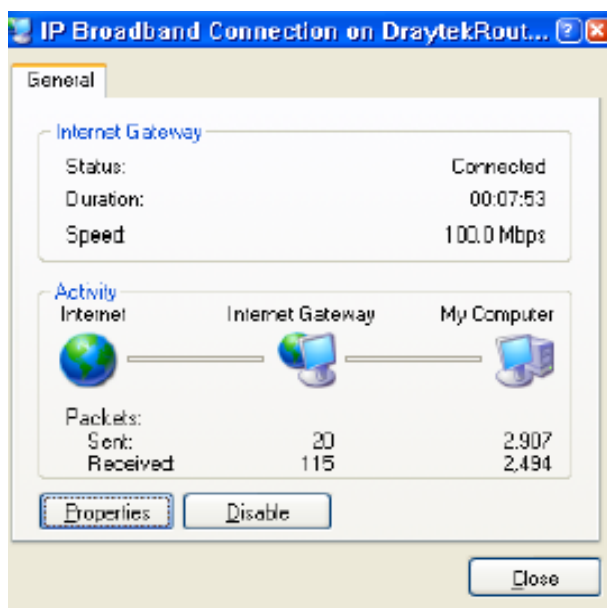 IP Broadband Connection on DraytekRout...
General
Internet Gateway
Status: Connected
Duration: 00:07:53
Speed: 100.0 Mbps
Activity
Internet Internet Gateway My Computer
Packets:
Sent: 20 2,907
Received: 115 2,494
Properties Disable
Close